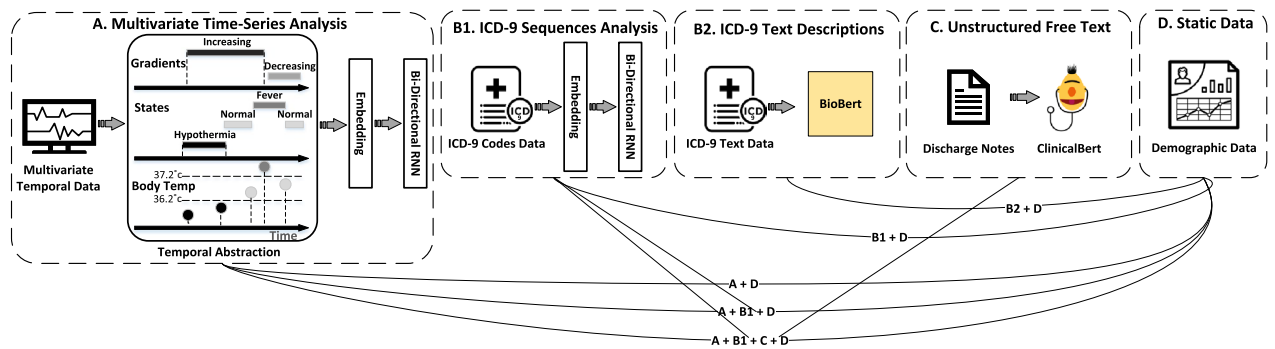 A. Multivariate Time-Series Analysis
Increasing
Gradients
Decreasing
Fever
States
Normal
Normal
Hypothermia
37.2°c
Body Temp
36.2°c
Time
Temporal Abstraction
Multivariate
Temporal Data
Embedding
Bi-Directional RNN
B1. ICD-9 Sequences Analysis
ICD
9
ICD-9 Codes Data
Embedding
Bi-Directional RNN
B2. ICD-9 Text Descriptions
ICD
9
ICD-9 Text Data
BioBert
C. Unstructured Free Text
Discharge Notes
ClinicalBert
D. Static Data
Demographic Data
B2 + D
B1 + D
A + D
A + B1 + D
A + B1 + C + D